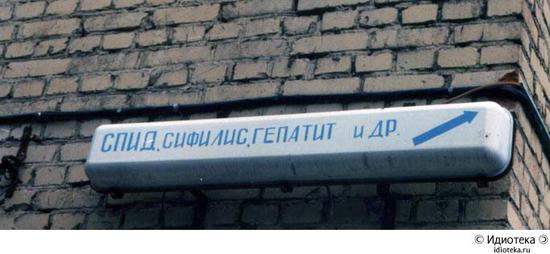 СПИД, СИФИЛИС, ГЕПАТИТ И ДР.
© Идиотека
idioteka.ru